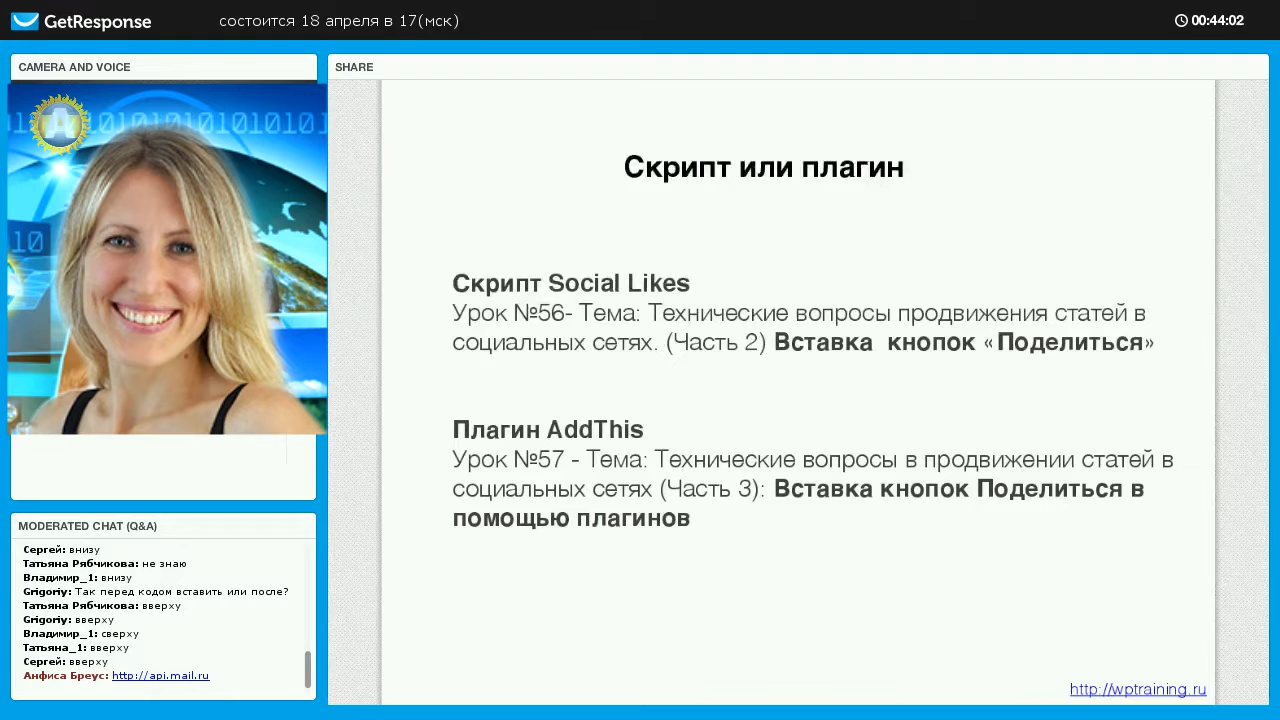 GetResponse
состоится 18 апреля в 17(мск)
00:44:02
CAMERA AND VOICE
SHARE
Скрипт или плагин
Скрипт Social Likes
Урок №56- Тема: Технические вопросы продвижения статей в
социальных сетях. (Часть 2) Вставка кнопок «Поделиться»
Плагин AddThis
Урок №57 - Тема: Технические вопросы в продвижении статей в
социальных сетях (Часть 3): Вставка кнопок Поделиться в
помощью плагинов
http://wptraining.ru
MODERATED CHAT (Q&A)
Сергей: внизу
Татьяна Рябчикова: не знаю
Владимир_1: внизу
Grigoriy: Так перед кодом вставить или после?
Татьяна Рябчикова: вверху
Grigoriy: вверху
Владимир_1: сверху
Татьяна_1: вверху
Сергей: вверху
Анфиса Бреус: http://api.mail.ru